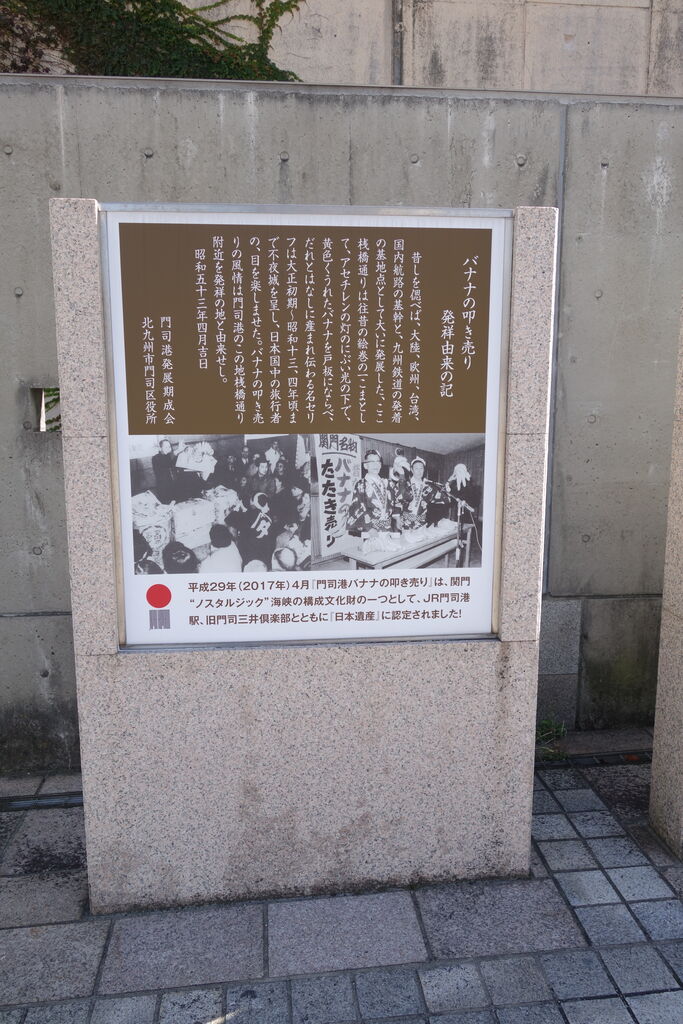 バナナの叩き売り
発祥由来の記
昔しを偲べば、大陸、欧州、台湾、
国内航路の基幹と、九州鉄道の発着
の基地点として大いに発展した、ここ
桟橋通りは往昔の絵巻の一こまとし
て、アセチレンの灯のにぶい光の下で、
黄色くうれたバナナを戸板にならべ、
だれとはなしに産まれ伝わる名セリ
フは大正初期〜昭和十三、四年頃ま
で不夜城を呈し、日本国中の旅行者
の、目を楽しませた。バナナの叩き売
りの風情は門司港のこの地桟橋通り
附近を発祥の地と由来せし。
昭和五十三年四月吉日
門司港発展期成会
北九州市門司区役所
関門名物
バナナの
たたき売り
平成29年(2017年)4月『門司港バナナの叩き売り』は、関門
“ノスタルジック”海峡の構成文化財の一つとして、JR門司港
駅、旧門司三井倶楽部とともに『日本遺産』に認定されました!